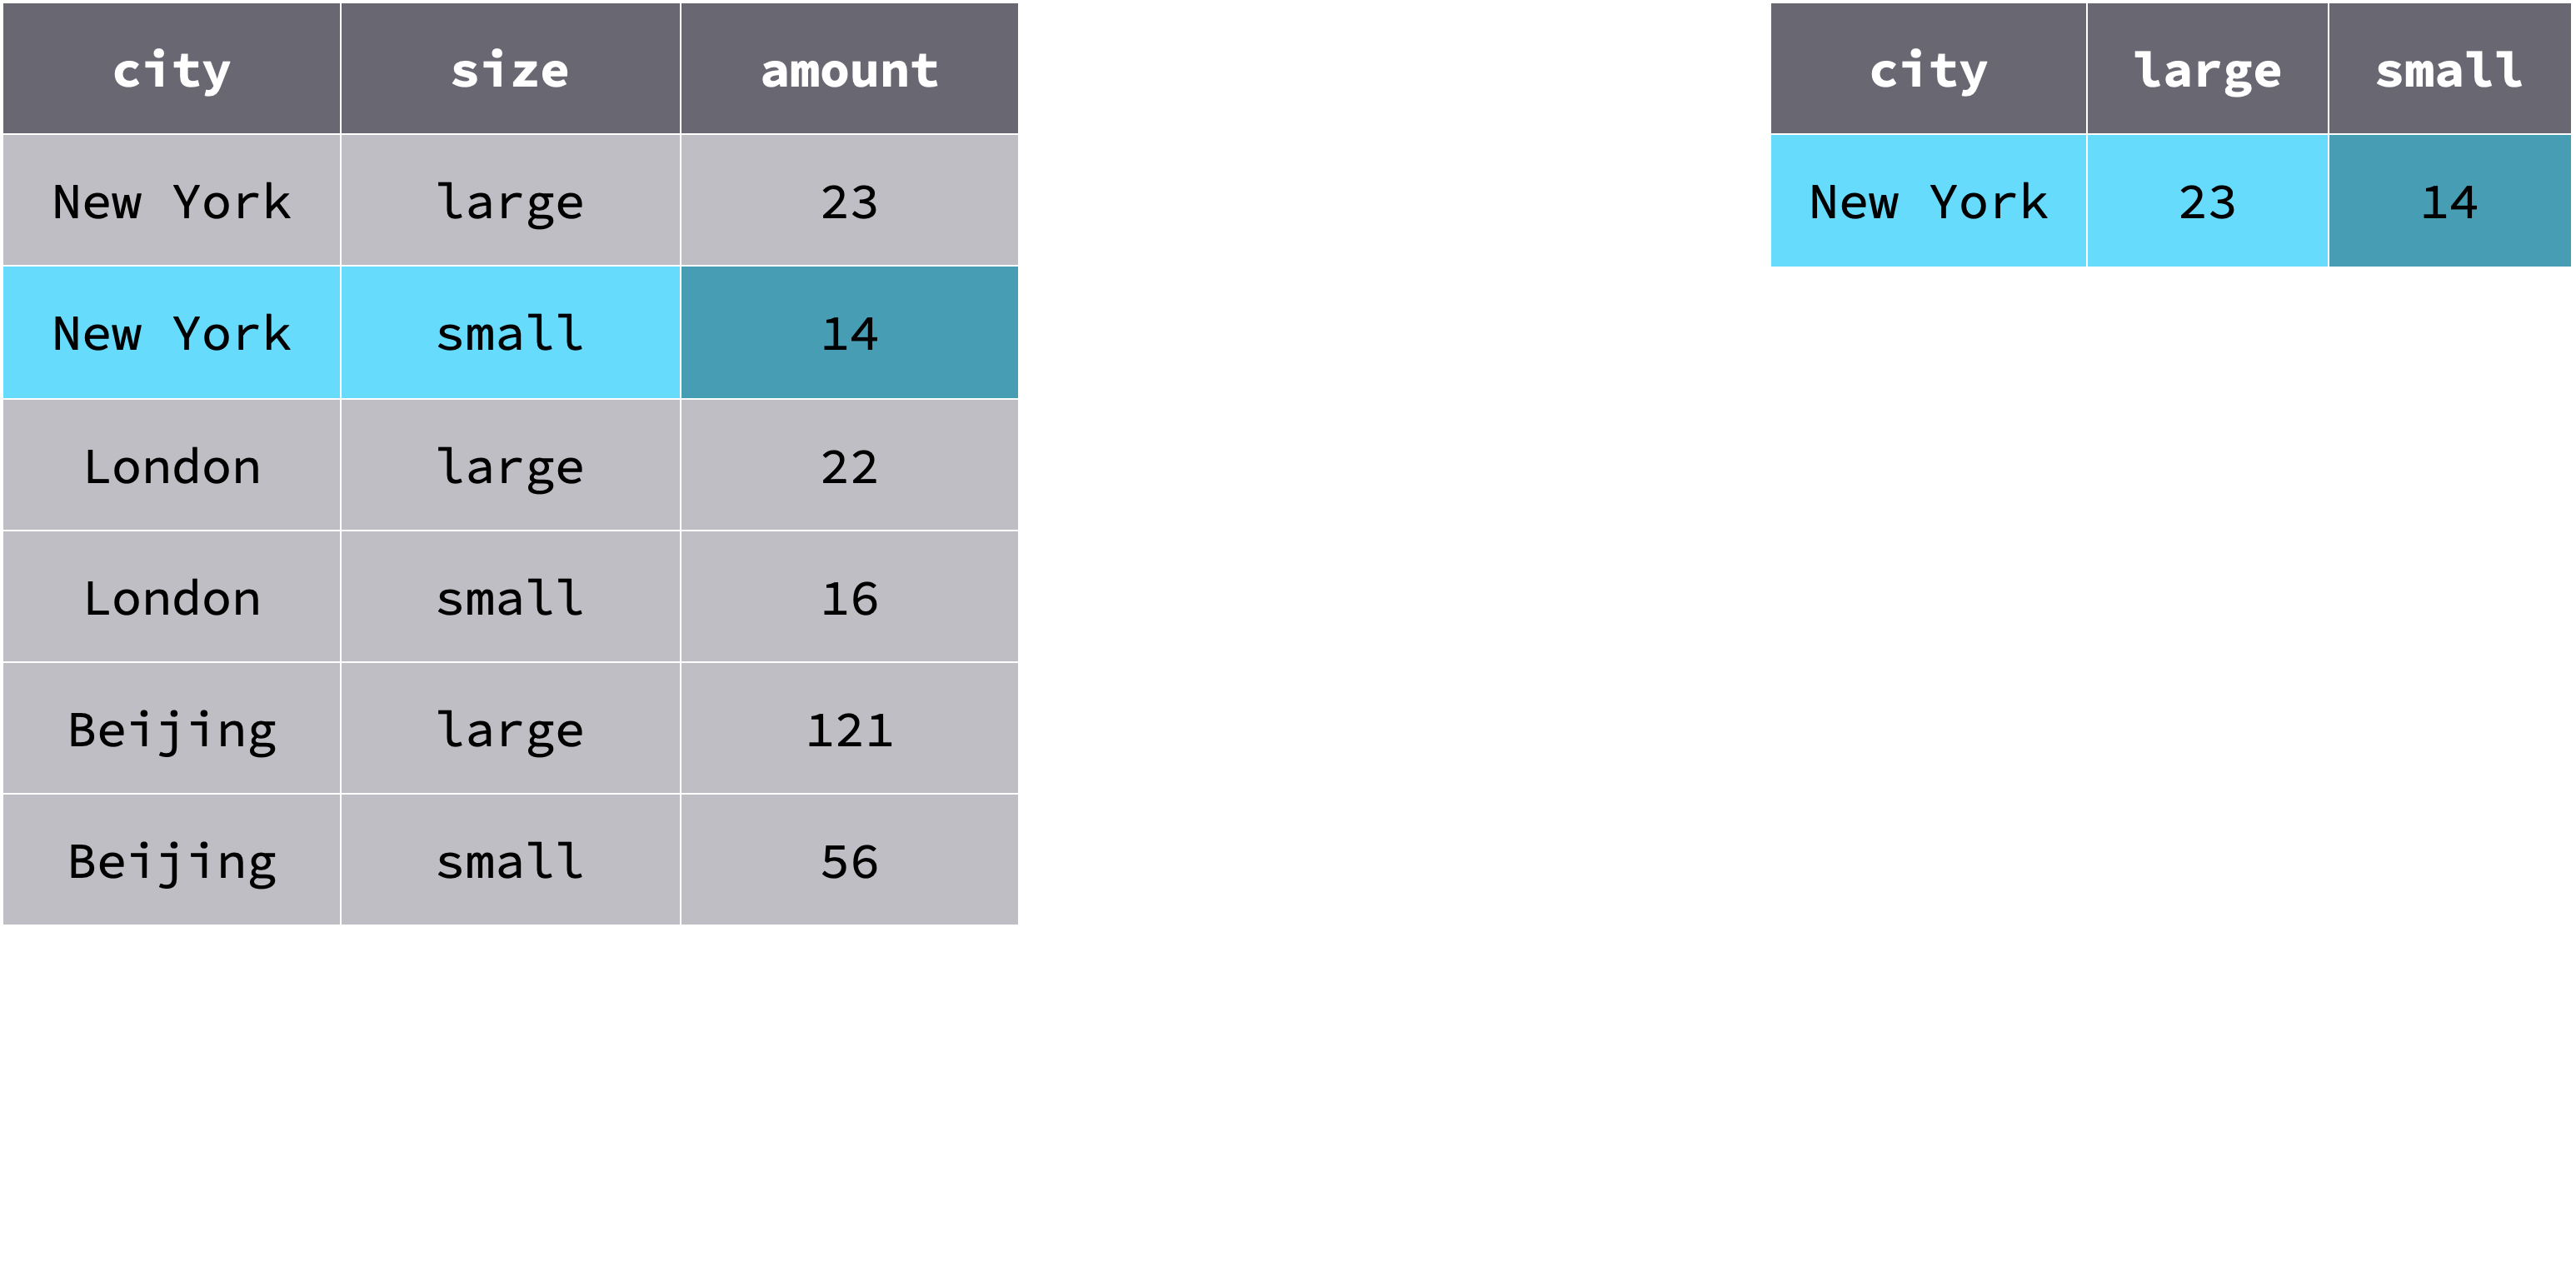 city size amount
New York large 23
New York small 14
London large 22
London small 16
Beijing large 121
Beijing small 56
city large small
New York 23 14